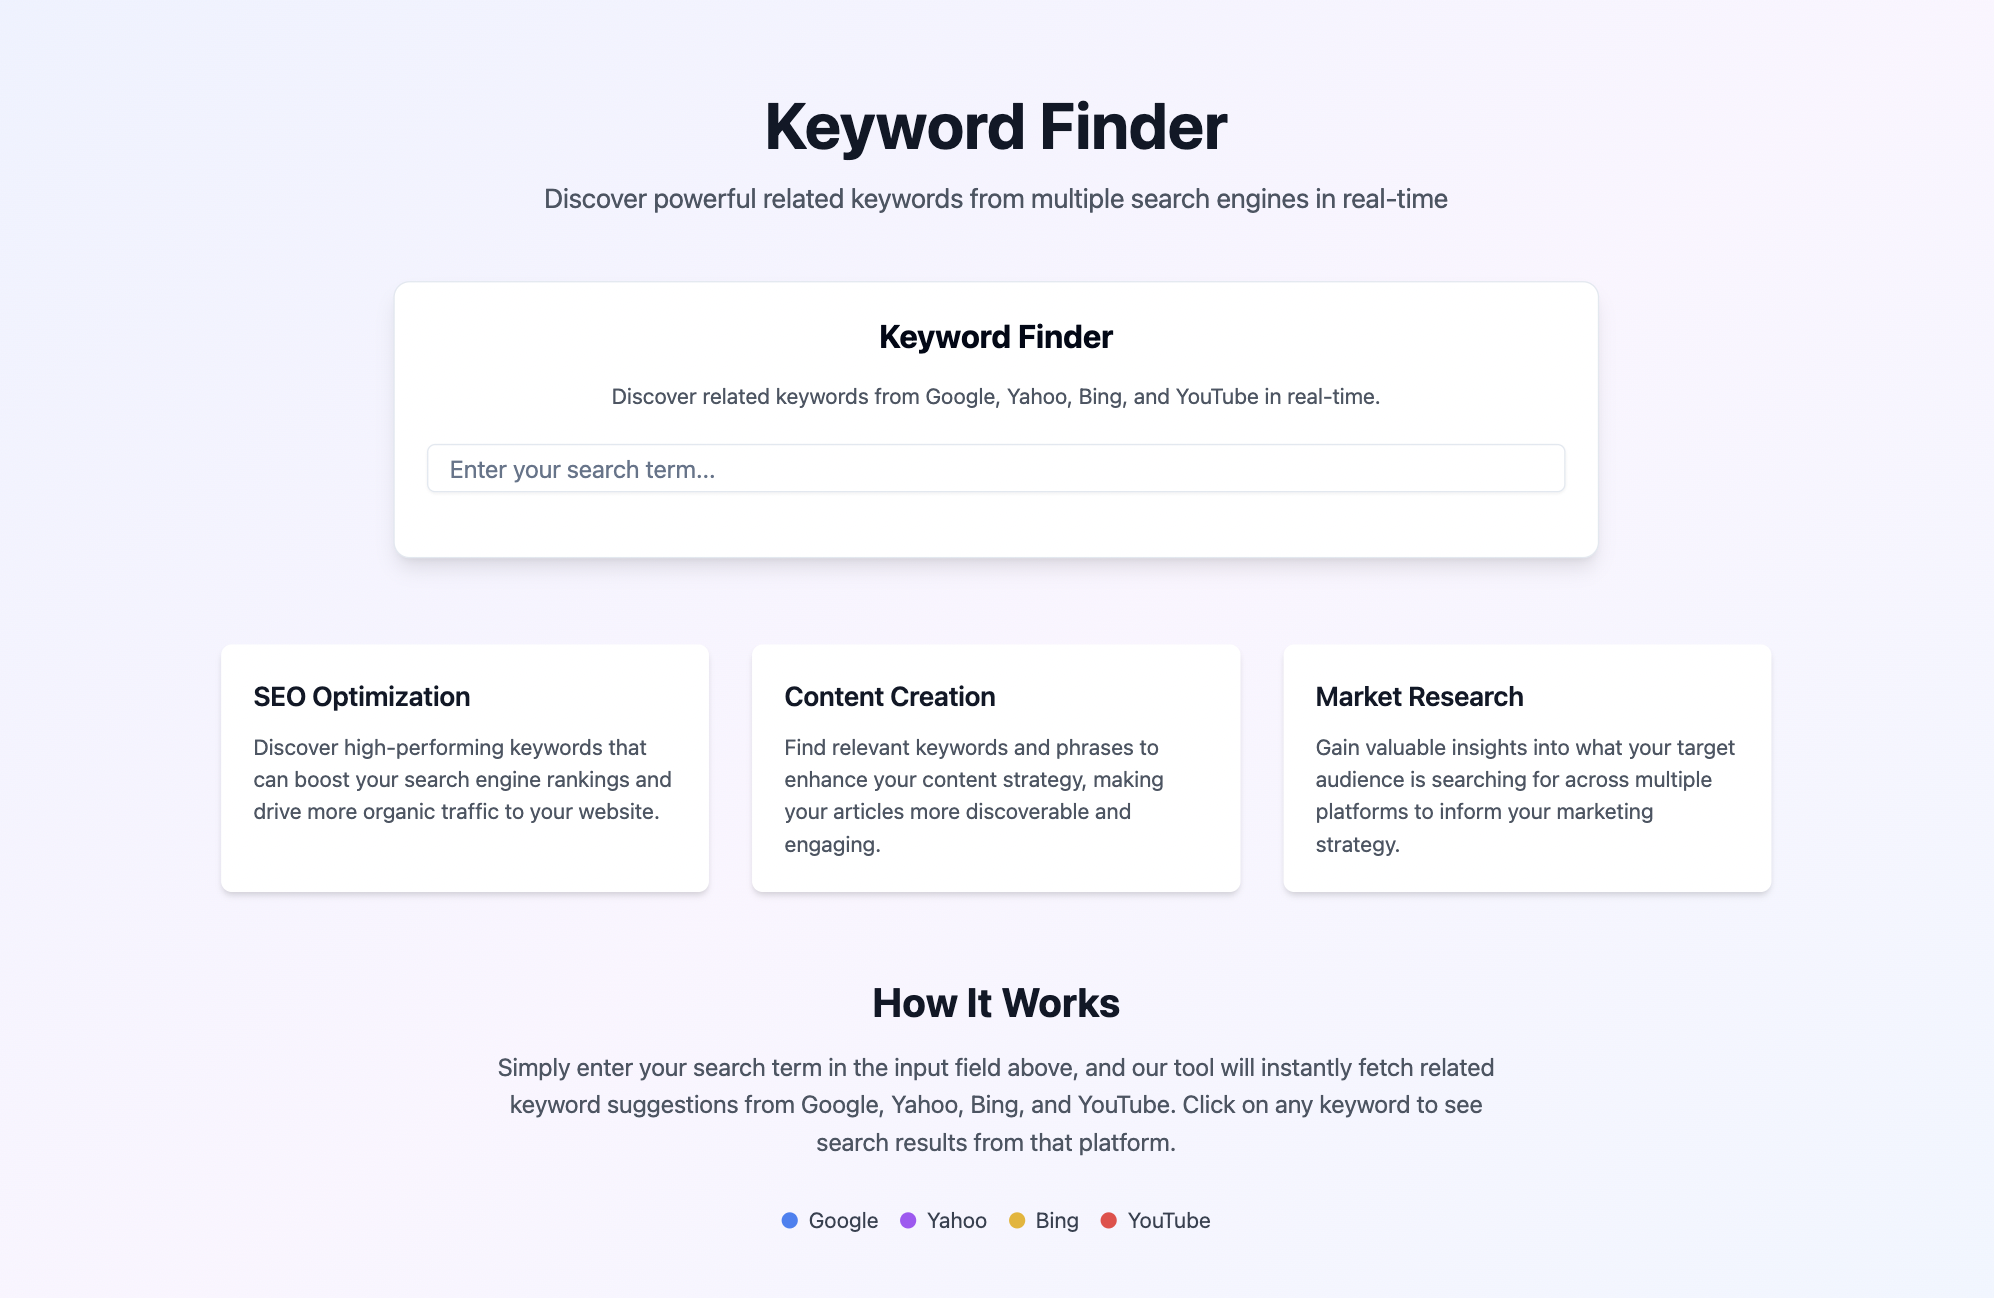 Keyword Finder
Discover powerful related keywords from multiple search engines in real-time
Keyword Finder
Discover related keywords from Google, Yahoo, Bing, and YouTube in real-time.
Enter your search term...
SEO Optimization
Discover high-performing keywords that
can boost your search engine rankings and
drive more organic traffic to your website.
Content Creation
Find relevant keywords and phrases to
enhance your content strategy, making
your articles more discoverable and
engaging.
Market Research
Gain valuable insights into what your target
audience is searching for across multiple
platforms to inform your marketing
strategy.
How It Works
Simply enter your search term in the input field above, and our tool will instantly fetch related
keyword suggestions from Google, Yahoo, Bing, and YouTube. Click on any keyword to see
search results from that platform.
Google Yahoo Bing YouTube